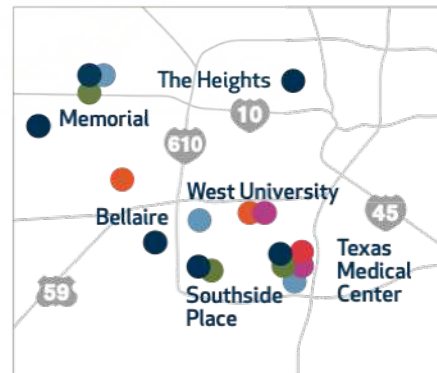 The Heights
Memorial
10
610
West University
45
Bellaire
Texas
Medical
Center
59
Southside
Place